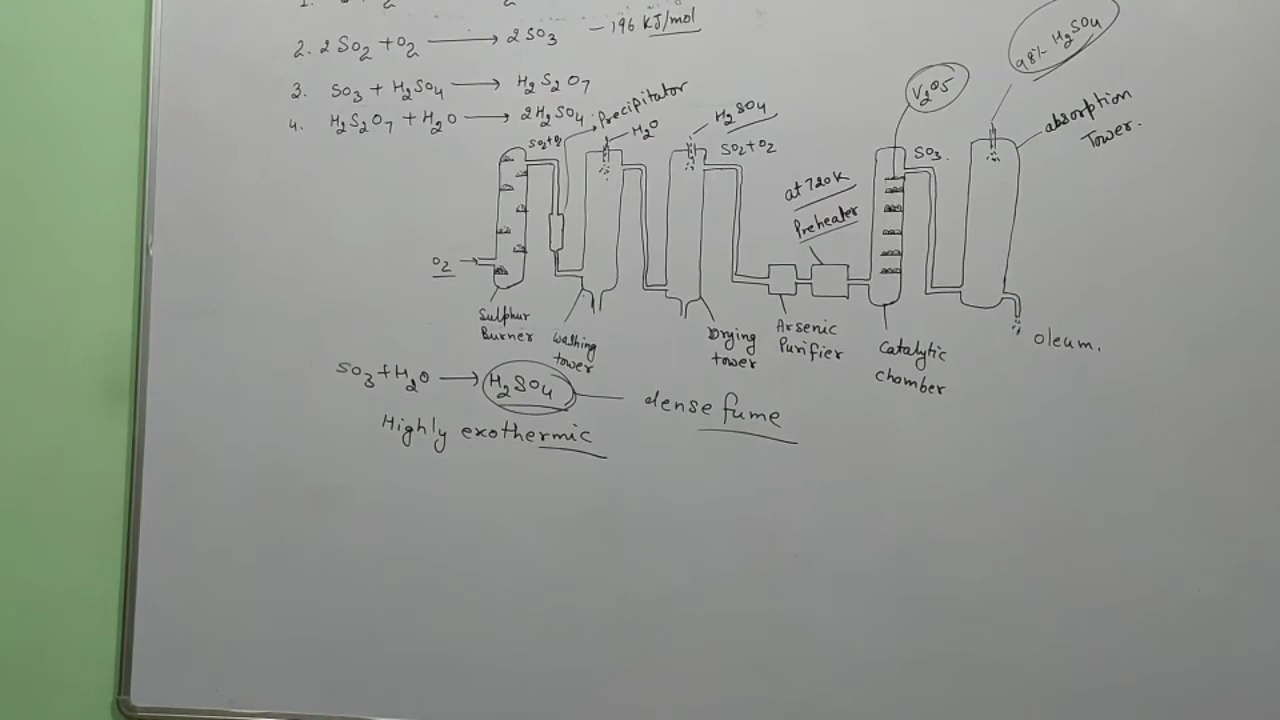 1.
2. 2SO2 + O2 ⟶ 2SO3 - 196 KJ/mol
3. SO3 + H2SO4 ⟶ H2S2O7
4. H2S2O7 + H2O ⟶ 2H2SO4
SO2+O2
Precipitator
H2O
H2SO4
SO2+O2
at 720K
Preheater
V2O5
98% H2SO4
SO3.
absorption
Tower.
O2
Sulphur
Burner
washing
tower
Drying
tower
Arsenic
Purifier
Catalytic
chamber
oleum.
SO3+H2O ⟶ H2SO4 dense fume
Highly exothermic